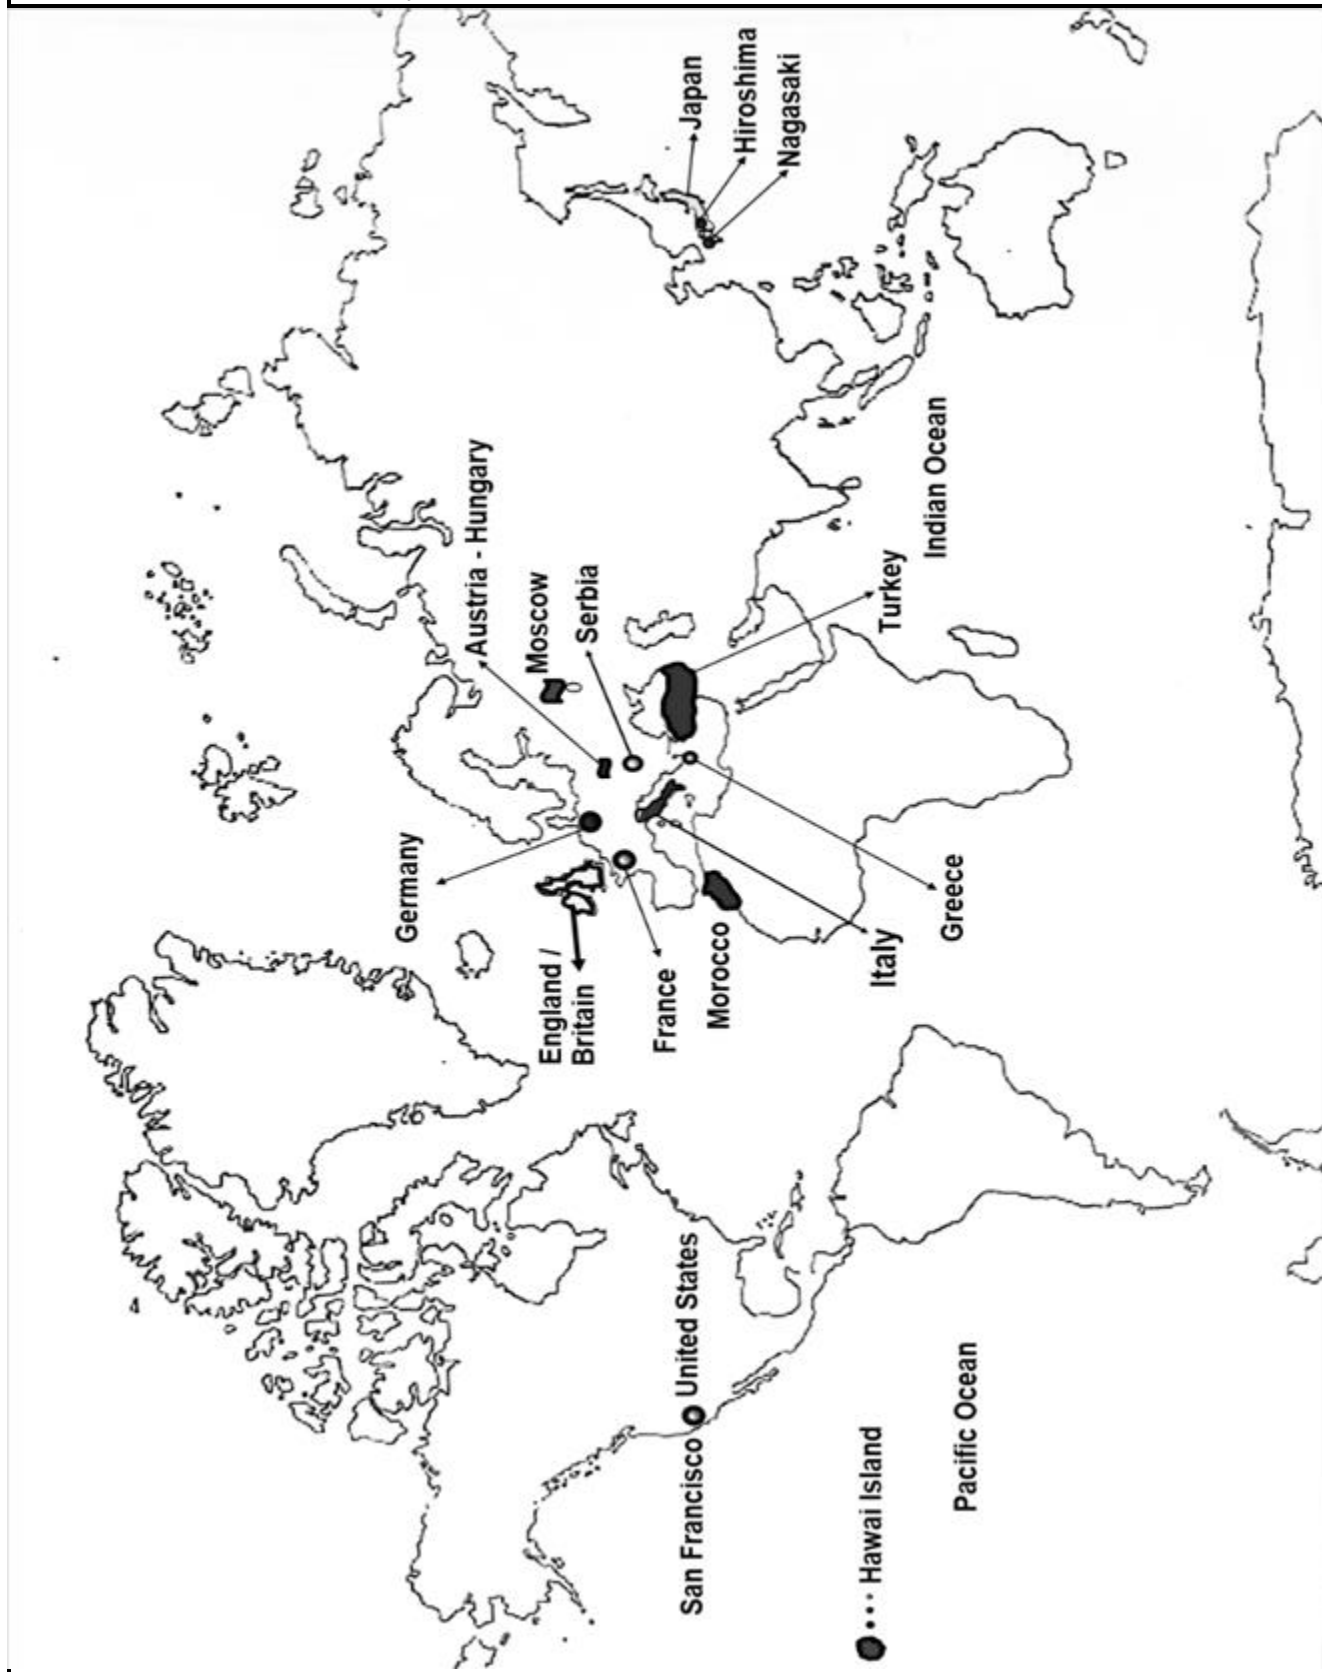 Germany
Austria - Hungary
Moscow
Serbia
England /
Britain
France
Morocco
Italy
Greece
Turkey
Japan
Hiroshima
Nagasaki
Indian Ocean
San Francisco
United States
Hawai Island
Pacific Ocean